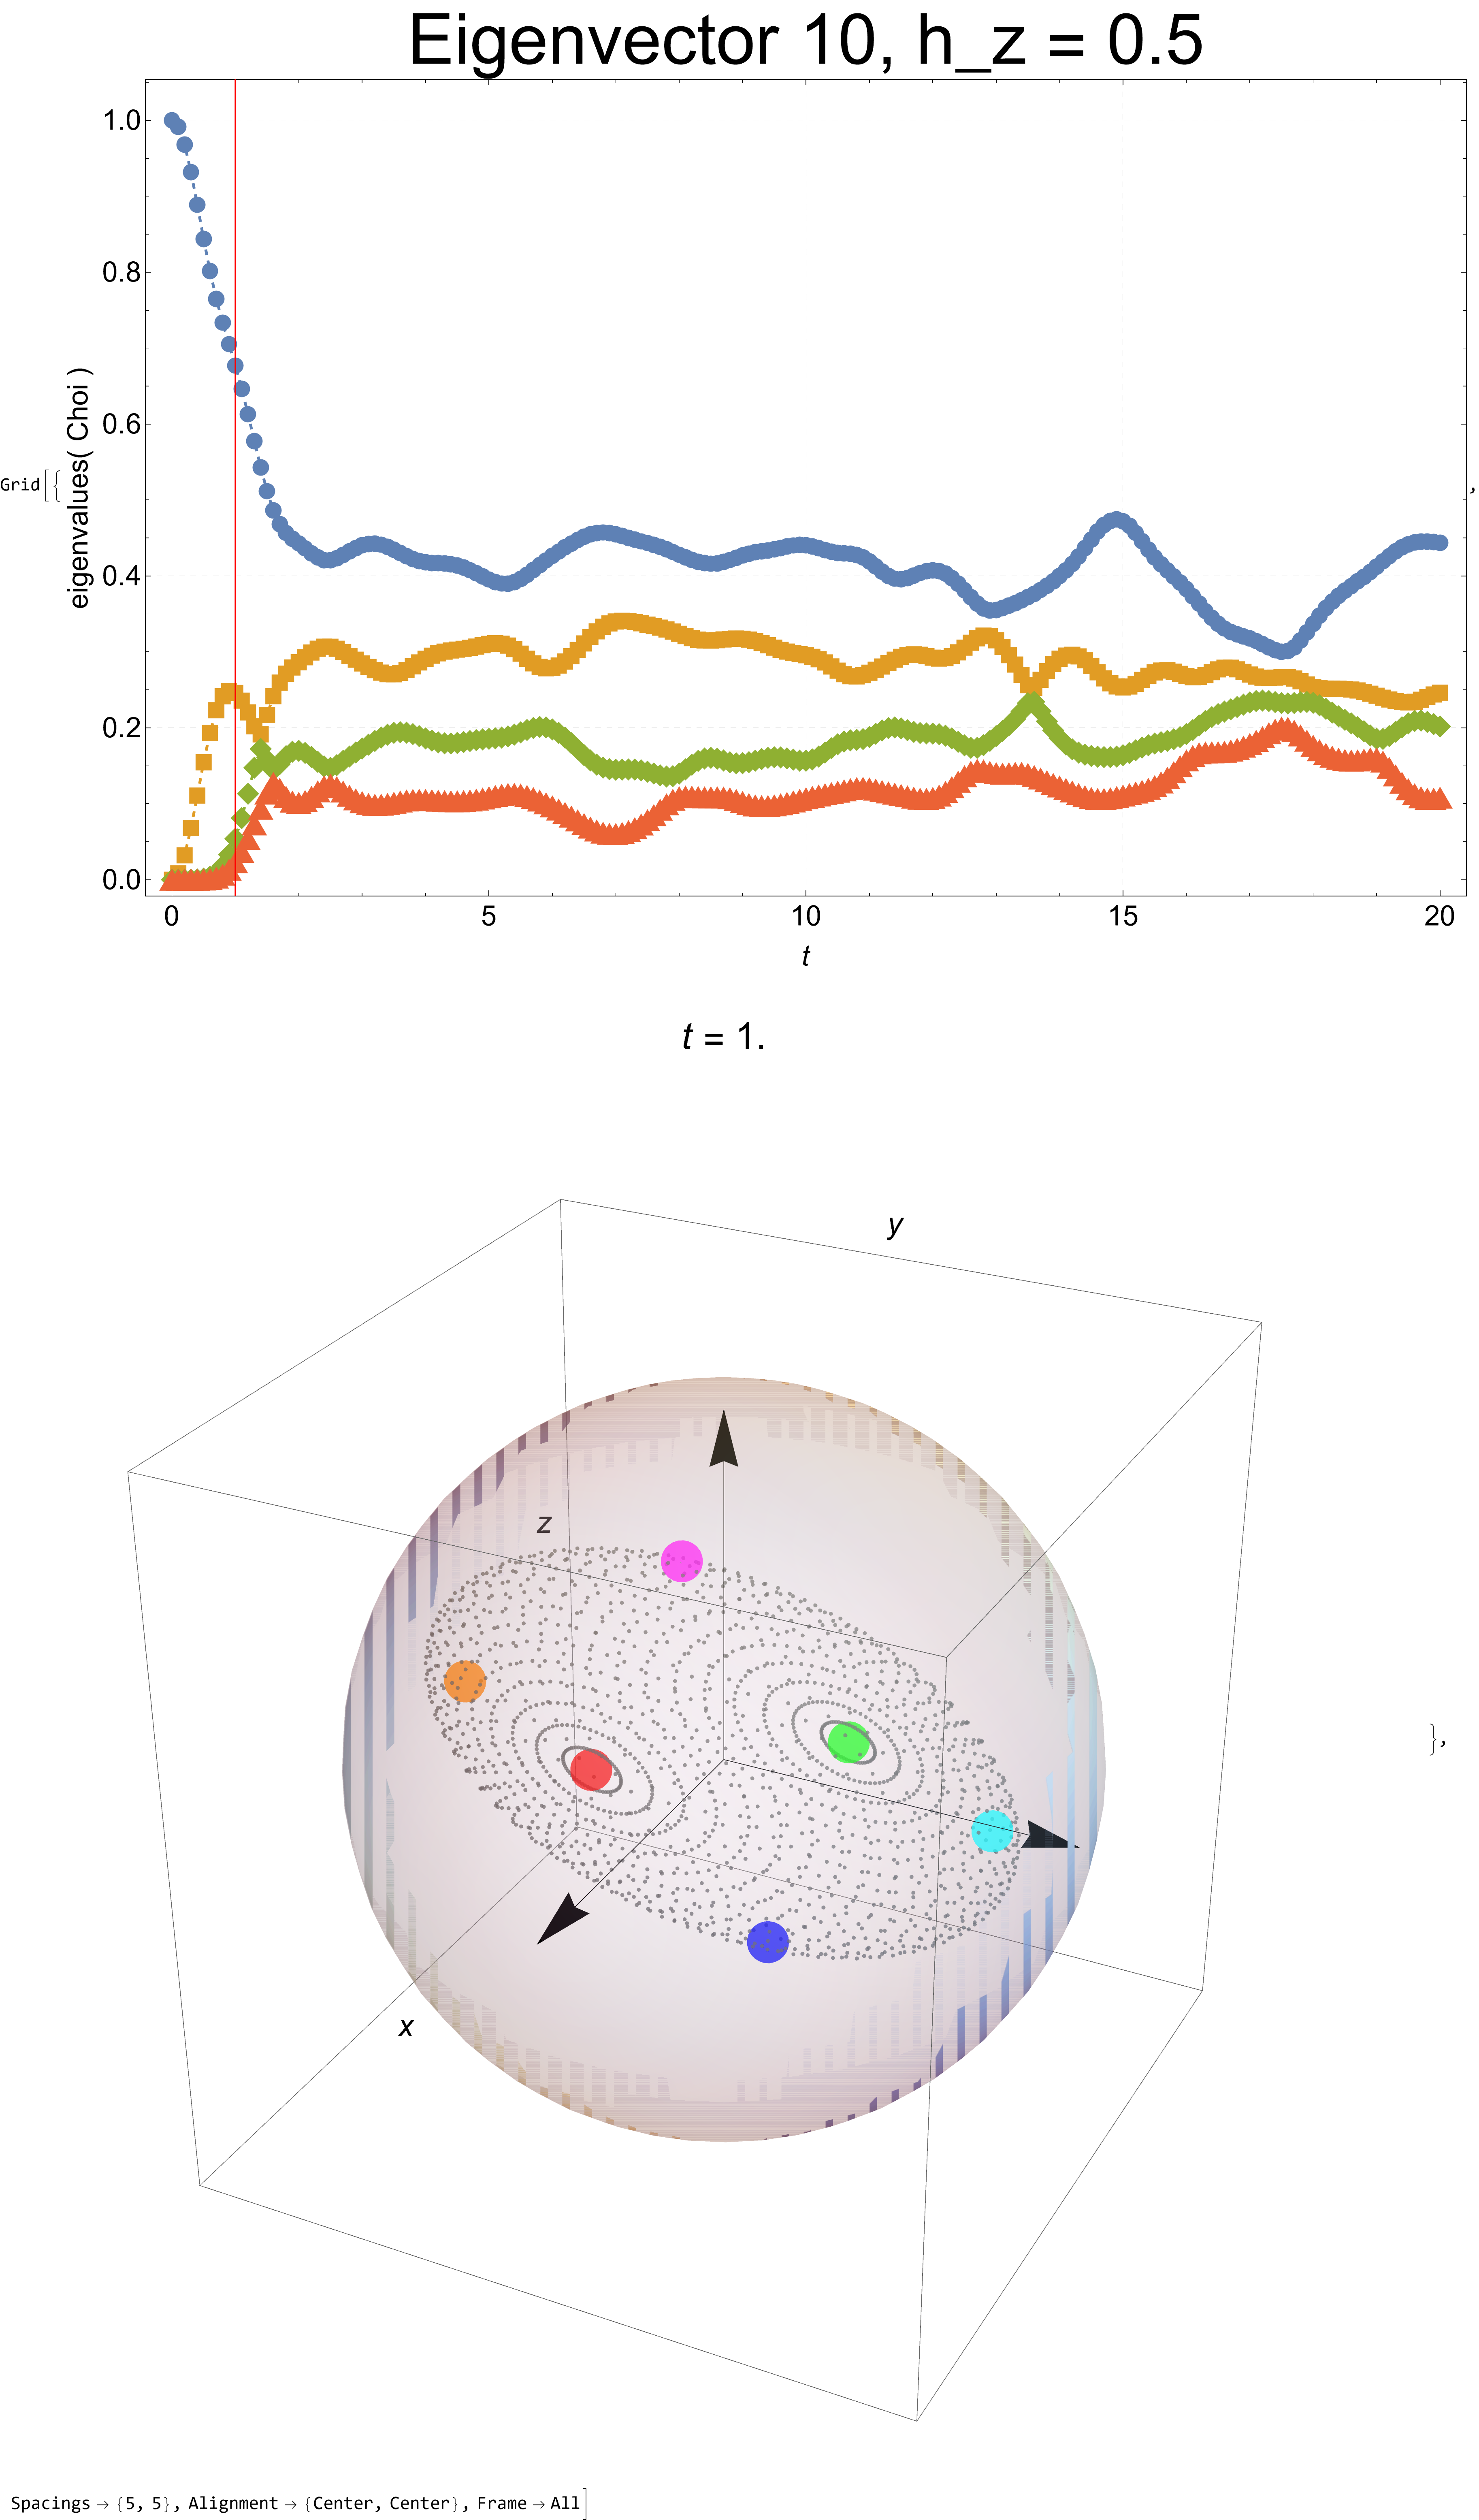 Eigenvector 10, h_z = 0.5
1.0
0.8
0.6
0.4
0.2
0.0
eigenvalues( Choi )
Grid[{
,
0 5 10 15 20
t
t = 1.
y
z
x
},
Spacings → {5, 5}, Alignment → {Center, Center}, Frame → All]